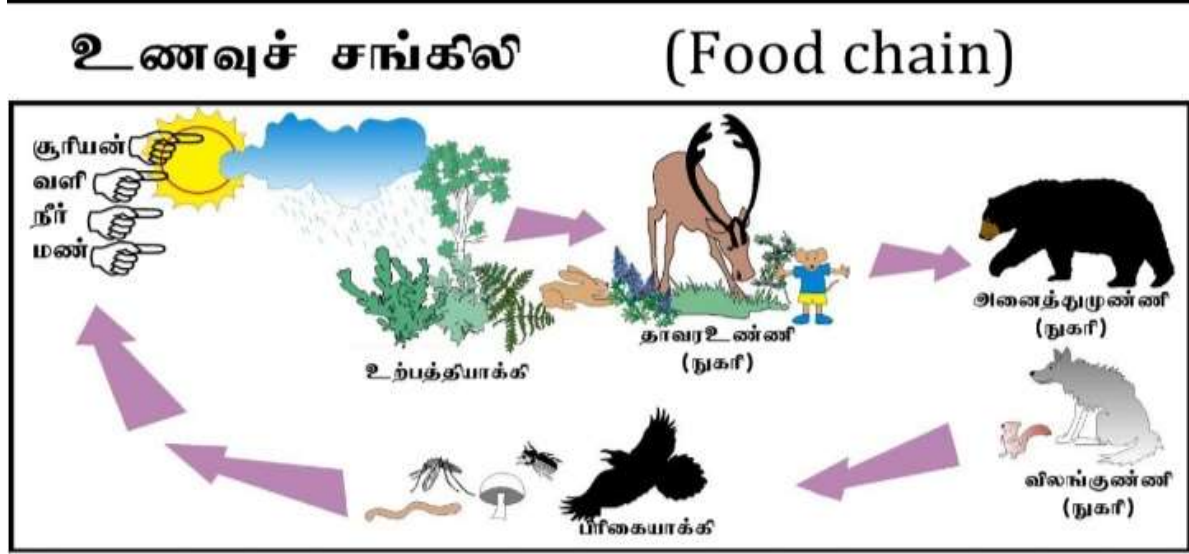 உணவுச் சங்கிலி (Food chain)
சூரியன்
வளி
நீர்
மண்
உற்பத்தியாக்கி
தாவரஉண்ணி
(நுகரி)
அனைத்துமுண்ணி
(நுகரி)
விலங்குண்ணி
(நுகரி)
பிரிகையாக்கி